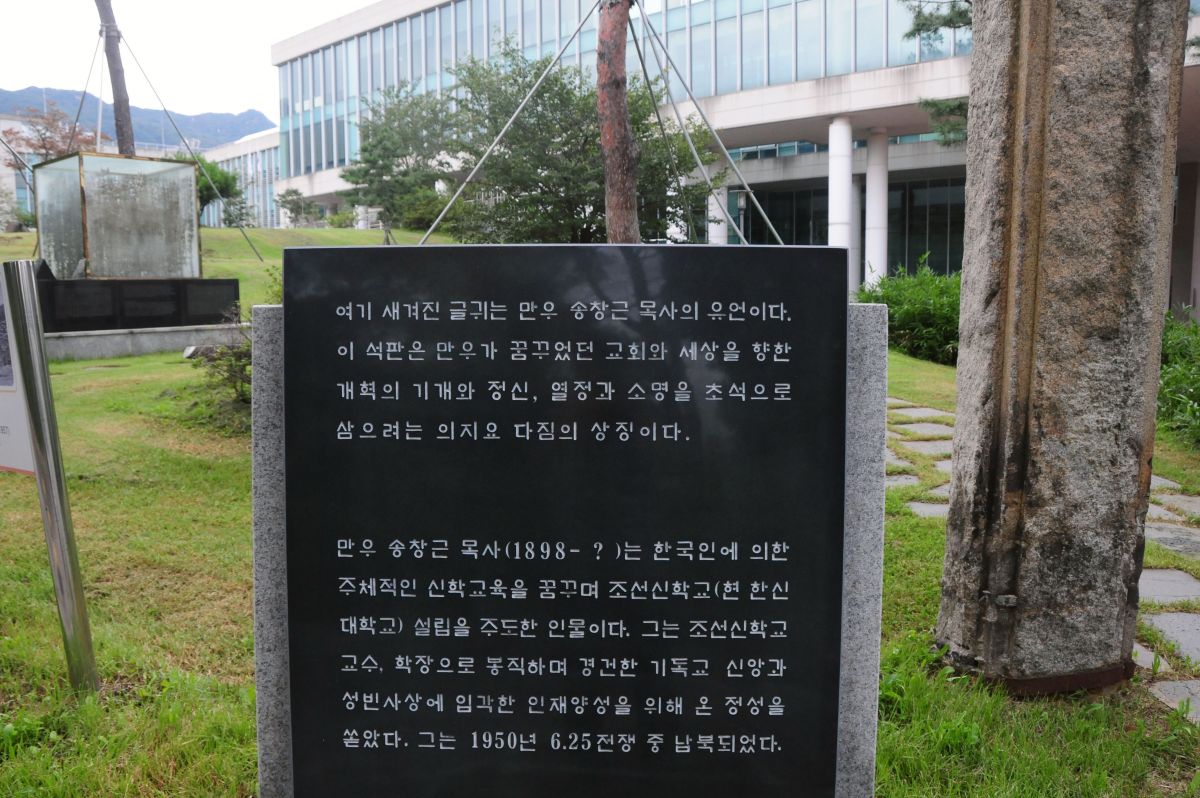 여기 새겨진 글귀는 만우 송창근 목사의 유언이다.
이 석판은 만우가 꿈꾸었던 교회와 세상을 향한
개혁의 기개와 정신, 열정과 소명을 초석으로
삼으려는 의지요 다짐의 상징이다.
만우 송창근 목사(1898- ? )는 한국인에 의한
주체적인 신학교육을 꿈꾸며 조선신학교(현 한신
대학교) 설립을 주도한 인물이다. 그는 조선신학교
교수, 학장으로 봉직하며 경건한 기독교 신앙과
성빈사상에 입각한 인재양성을 위해 온 정성을
쏟았다. 그는 1950년 6.25전쟁 중 납북되었다.